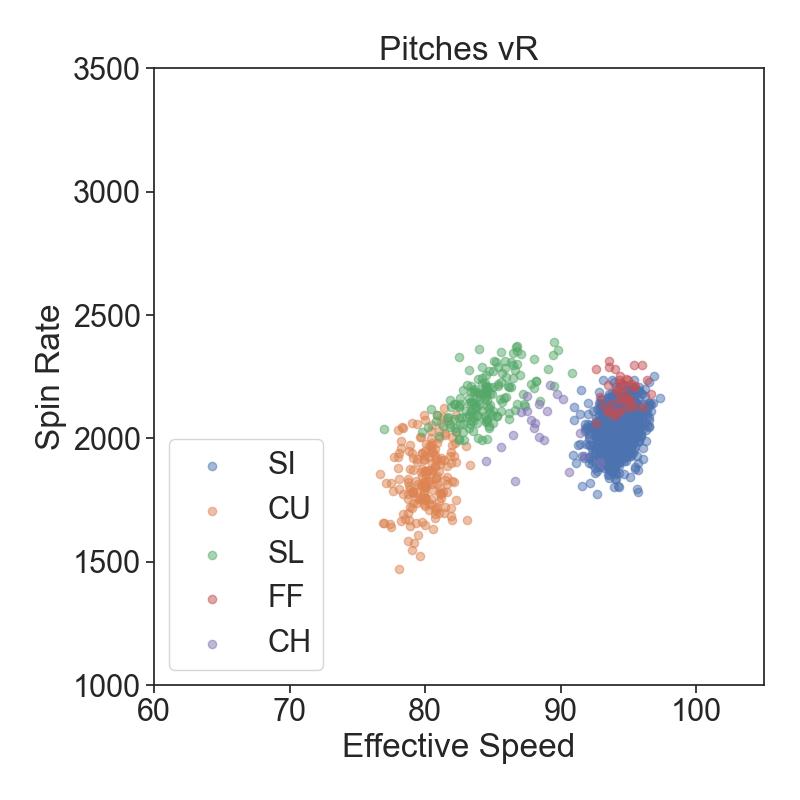 Pitches vR
3500
3000
2500
2000
1500
1000
Spin Rate
SI
CU
SL
FF
CH
60 70 80 90 100
Effective Speed